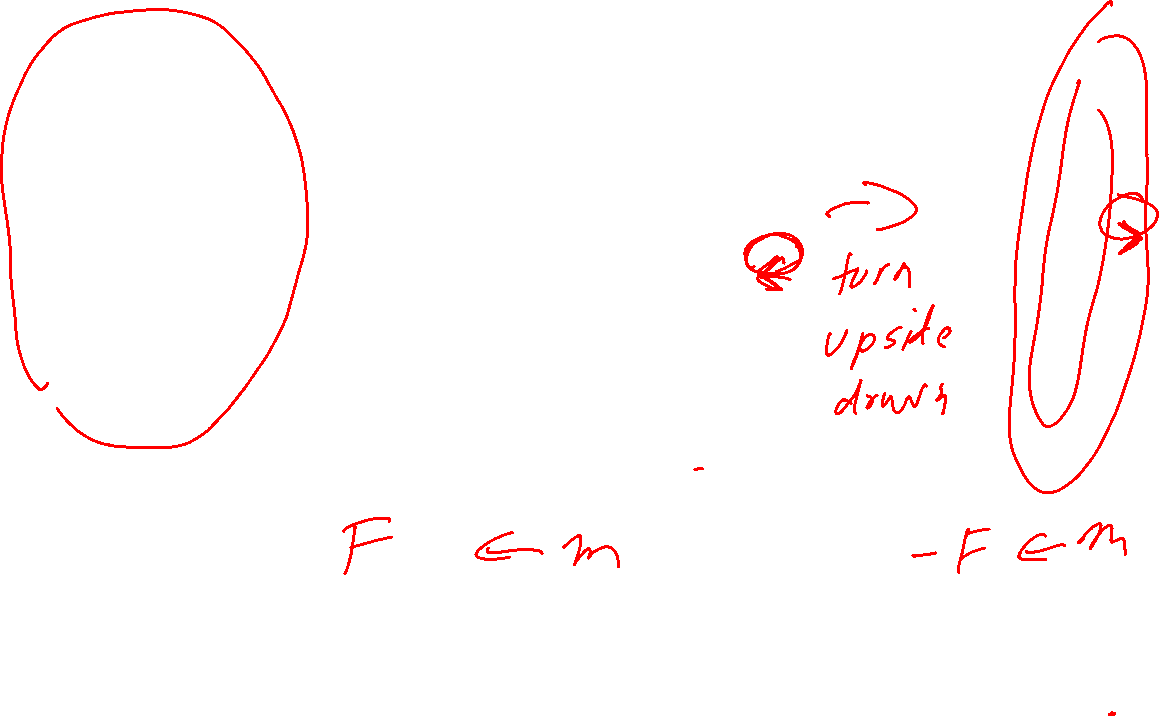 turn
upside
down
F ← m
-F ← m